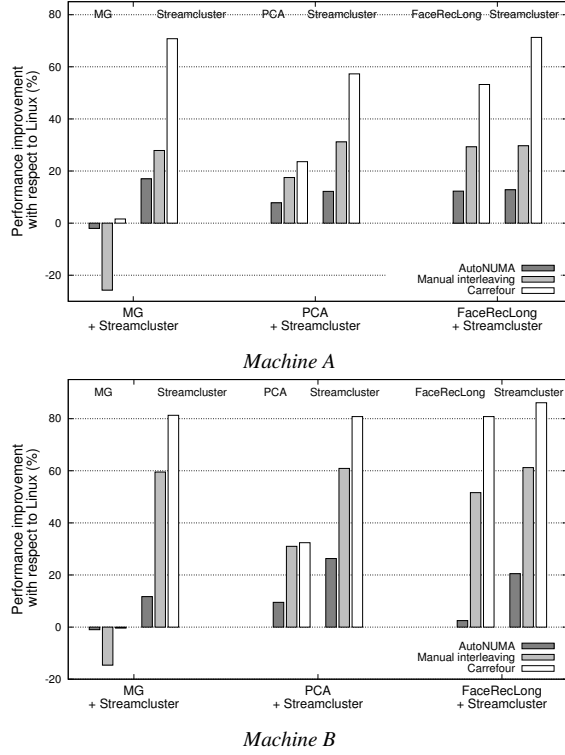 MG Streamcluster PCA Streamcluster FaceRecLong Streamcluster
80
60
40
20
0
-20
Performance improvement
with respect to Linux (%)
AutoNUMA
Manual interleaving
Carrefour
MG PCA FaceRecLong
+ Streamcluster + Streamcluster + Streamcluster
Machine A
MG Streamcluster PCA Streamcluster FaceRecLong Streamcluster
80
60
40
20
0
-20
Performance improvement
with respect to Linux (%)
AutoNUMA
Manual interleaving
Carrefour
MG PCA FaceRecLong
+ Streamcluster + Streamcluster + Streamcluster
Machine B